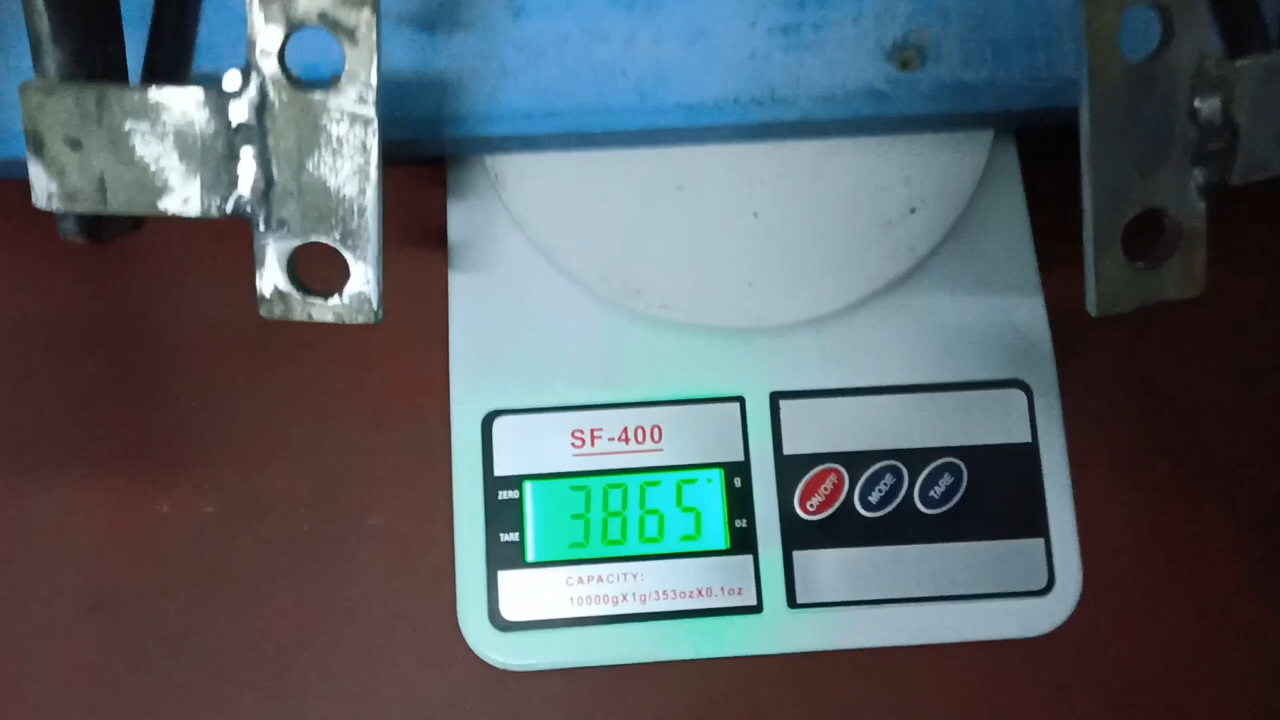 SF-400
ZERO
g
3865
TARE
oz
CAPACITY:
10000gX1g/353ozX0.1oz
ON/OFF
MODE
TARE